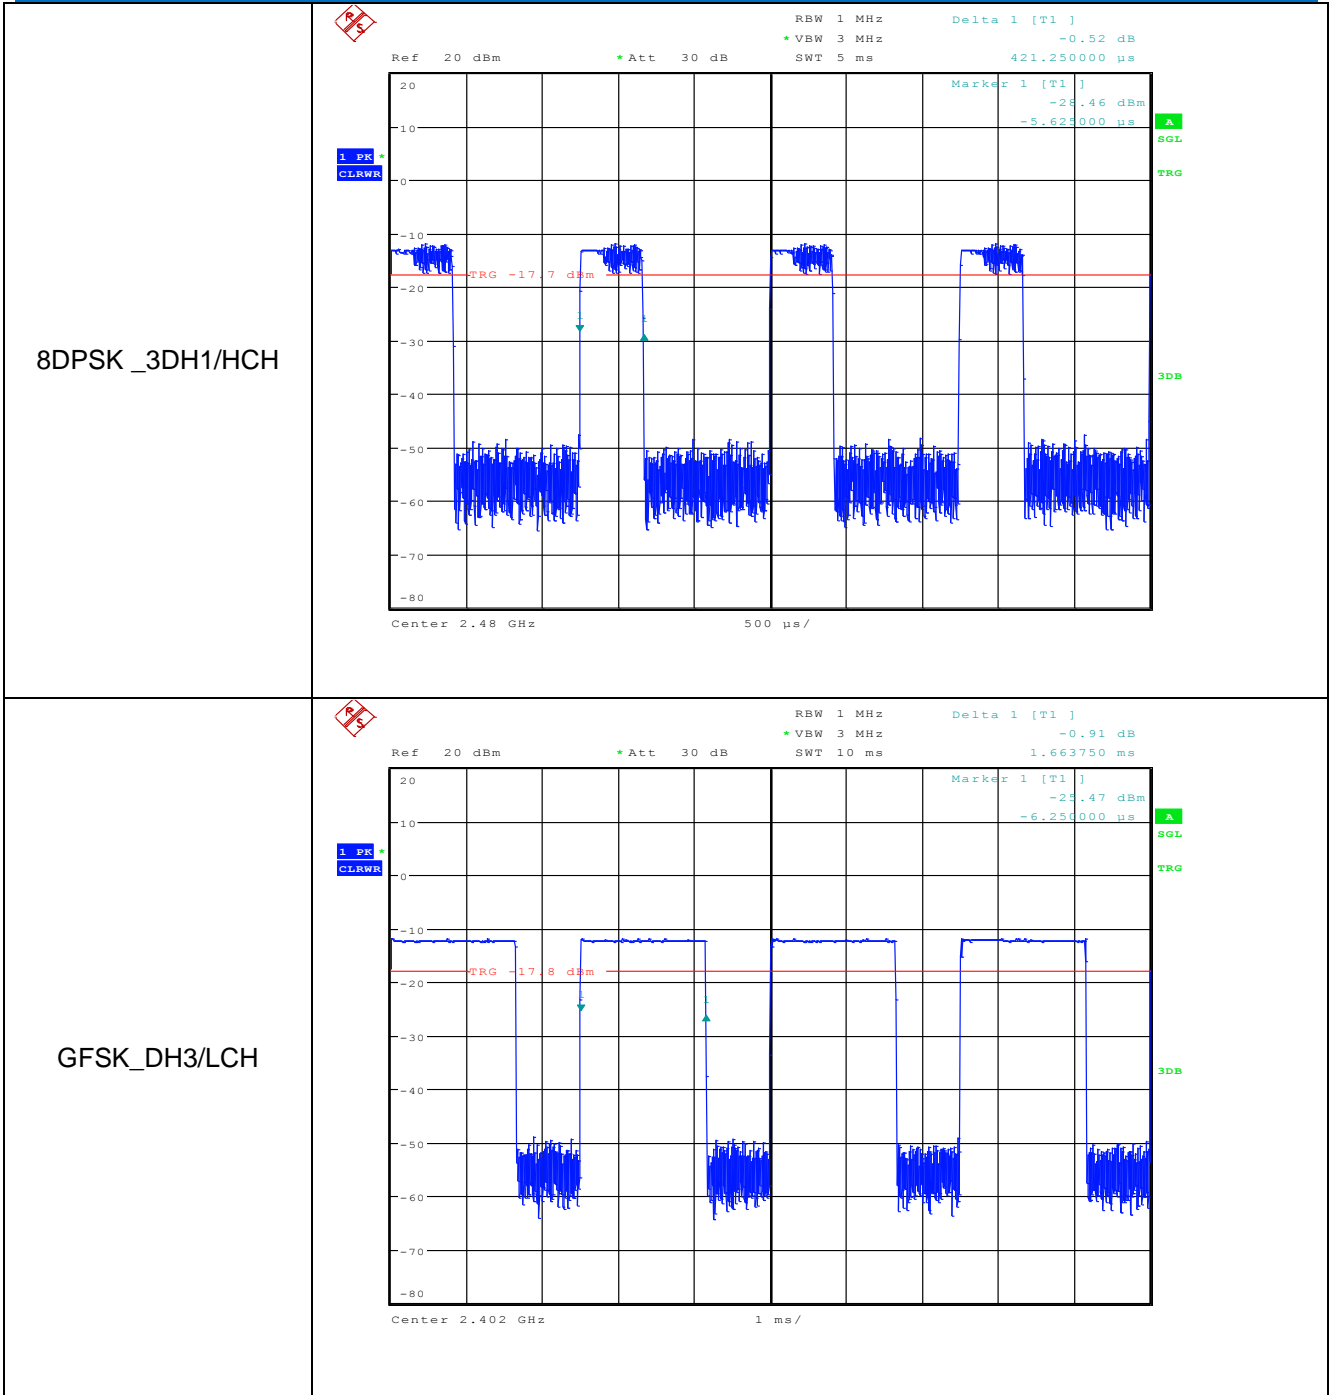 8DPSK _3DH1/HCH
R S
RBW 1 MHz Delta 1 [T1 ]
* VBW 3 MHz -0.52 dB
Ref 20 dBm * Att 30 dB SWT 5 ms 421.250000 µs
20 Marker 1 [T1 ]
-28.46 dBm
-10 -5.625000 µs A
SGL
1 PK *
CLRWR
0 TRG
-10
TRG -17.7 dBm
-20
1
1
-30
3DB
-40
-50
-60
-70
-80
Center 2.48 GHz 500 µs/
GFSK_DH3/LCH
R S
RBW 1 MHz Delta 1 [T1 ]
* VBW 3 MHz -0.91 dB
Ref 20 dBm * Att 30 dB SWT 10 ms 1.663750 ms
20 Marker 1 [T1 ]
-25.47 dBm
-10 -6.250000 µs A
SGL
1 PK *
CLRWR
0 TRG
-10
TRG -17.8 dBm
-20
1
1
-30
3DB
-40
-50
-60
-70
-80
Center 2.402 GHz 1 ms/